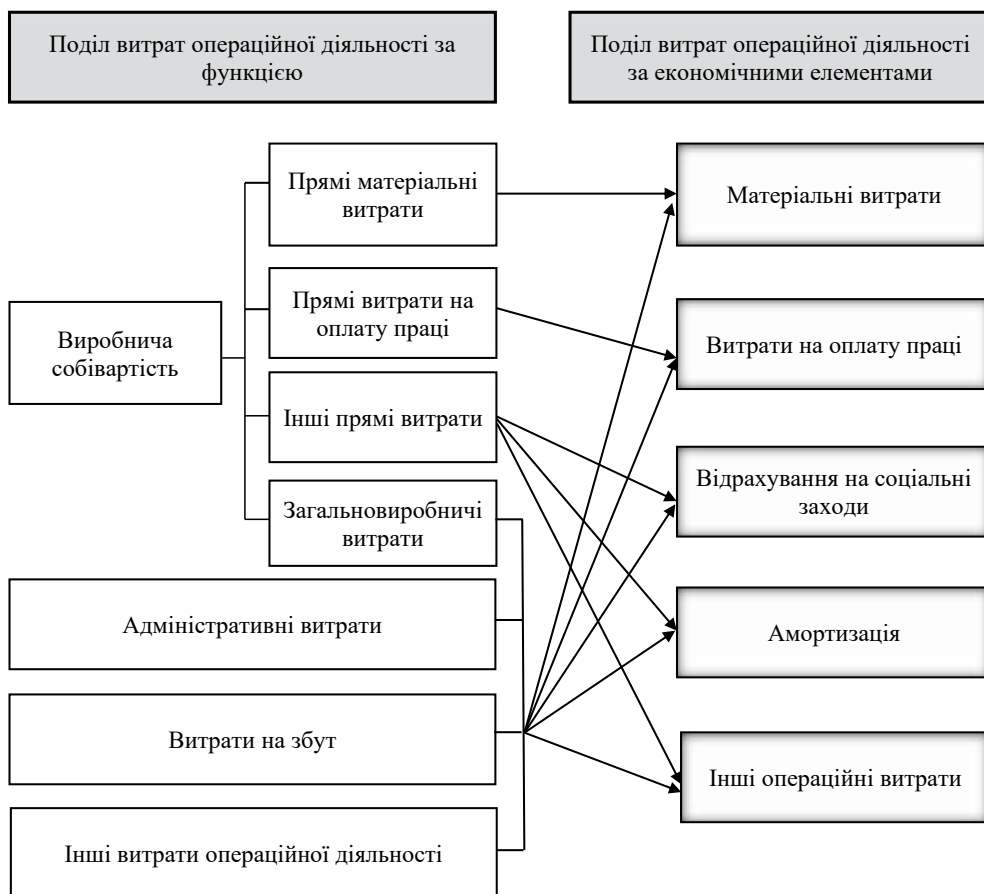 Поділ витрат операційної діяльності за
функцією
Поділ витрат операційної діяльності
за економічними елементами
Прямі матеріальні
витрати
Матеріальні витрати
Прямі витрати на
оплату праці
Витрати на оплату праці
Виробнича
собівартість
Інші прямі витрати
Відрахування на соціальні
заходи
Загальновиробничі
витрати
Адміністративні витрати
Амортизація
Витрати на збут
Інші операційні витрати
Інші витрати операційної діяльності